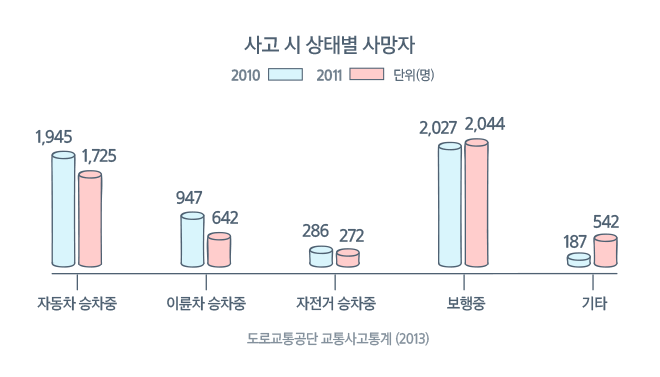 사고 시 상태별 사망자
2010 2011 단위(명)
1,945 1,725 947 642 286 272 2,027 2,044 187 542
자동차 승차중 이륜차 승차중 자전거 승차중 보행중 기타
도로교통공단 교통사고통계 (2013)